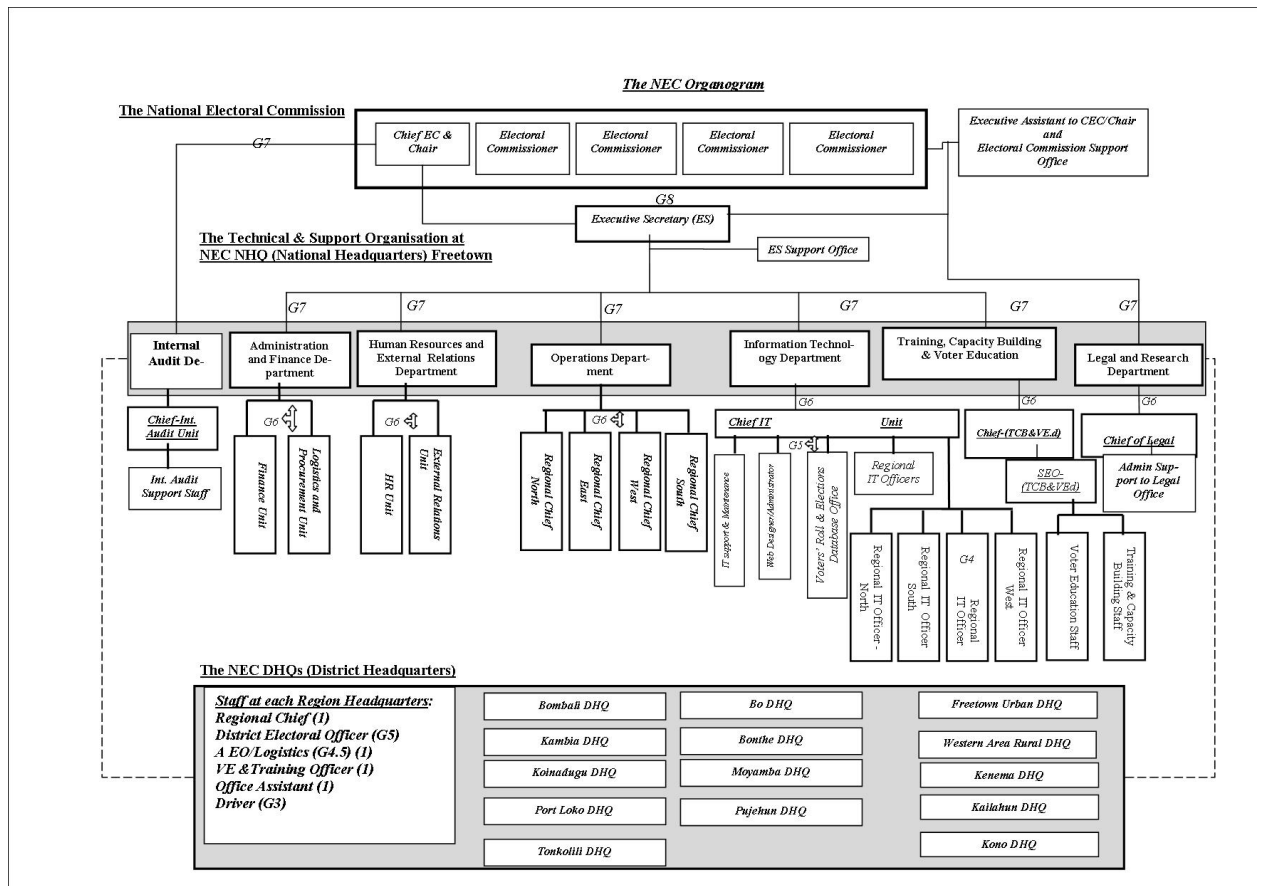 The NEC Organogram
The National Electoral Commission
Chief EC &
Chair
Electoral
Commissioner
Electoral
Commissioner
Electoral
Commissioner
Electoral
Commissioner
Executive Assistant to CEC/Chair
and
Electoral Commission Support
Office
G7
G8
Executive Secretary (ES)
The Technical & Support Organisation at
NEC NHQ (National Headquarters) Freetown
ES Support Office
G7
G7
G7
G7
G7
G7
Internal
Audit De-
Administration
and Finance De-
partment
Human Resources and
External Relations
Department
Operations Depart-
ment
Information Technol-
ogy Department
Training, Capacity Building
& Voter Education
Legal and Research
Department
Chief-Int.
Audit Unit
Int. Audit
Support Staff
G6
Finance Unit
Logistics and
Procurement Unit
G6
HR Unit
External Relations
Unit
G6
Regional Chief
North
Regional Chief
East
Regional Chief
West
Regional Chief
South
G6
Chief IT Unit
G5
IT Support & Maintenance
Web Designer/Administrator
Voters' Roll & Elections
Database Office
Regional
IT Officers
Regional IT Officer -
North
Regional IT Officer
South
G4 Regional
IT Officer
Regional IT Officer
West
G6
Chief-(TCB&VE.d)
SEO-
(TCB&VEd)
Voter Education Staff
Training & Capacity
Building Staff
G6
Chief of Legal
Admin Sup-
port to Legal
Office
The NEC DHQs (District Headquarters)
Staff at each Region Headquarters:
Regional Chief (1)
District Electoral Officer (G5)
A EO/Logistics (G4.5) (1)
VE &Training Officer (1)
Office Assistant (1)
Driver (G3)
Bombali DHQ
Kambia DHQ
Koinadugu DHQ
Port Loko DHQ
Tonkolili DHQ
Bo DHQ
Bonthe DHQ
Moyamba DHQ
Pujehun DHQ
Freetown Urban DHQ
Western Area Rural DHQ
Kenema DHQ
Kailahun DHQ
Kono DHQ